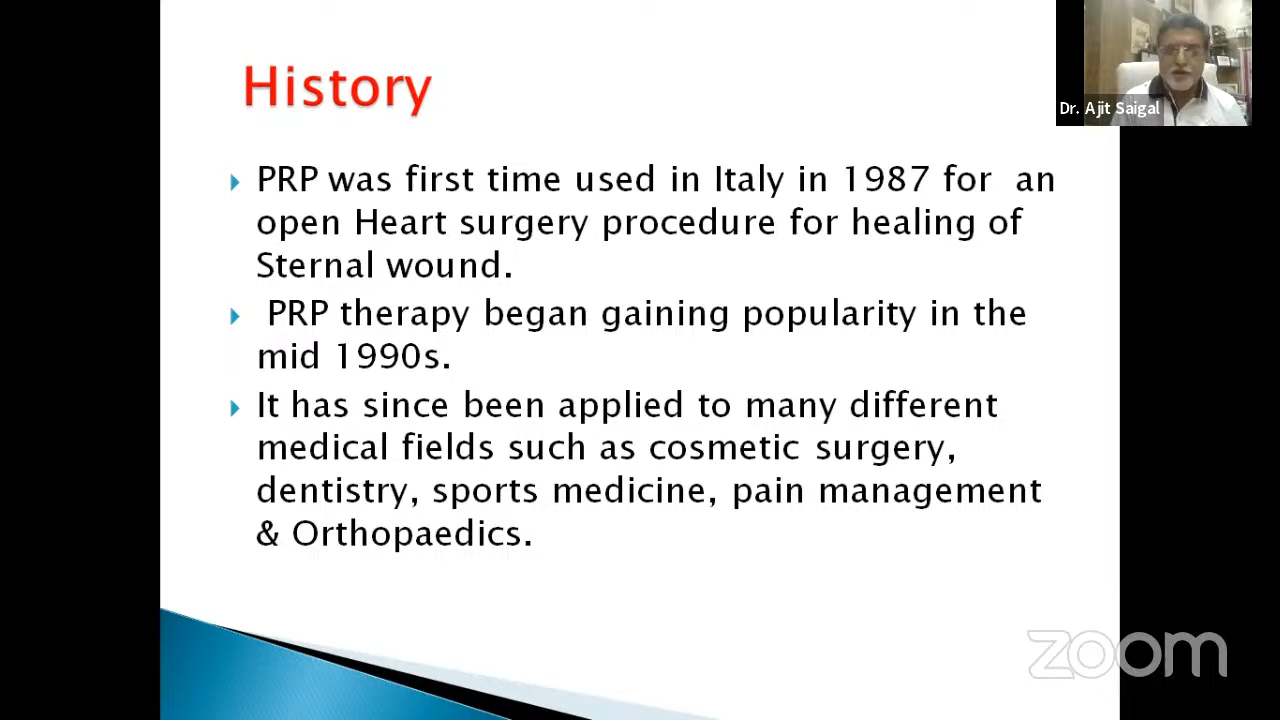 History
Dr. Ajit Saigal
PRP was first time used in Italy in 1987 for an
open Heart surgery procedure for healing of
Sternal wound.
PRP therapy began gaining popularity in the
mid 1990s.
It has since been applied to many different
medical fields such as cosmetic surgery,
dentistry, sports medicine, pain management
& Orthopaedics.
zoom